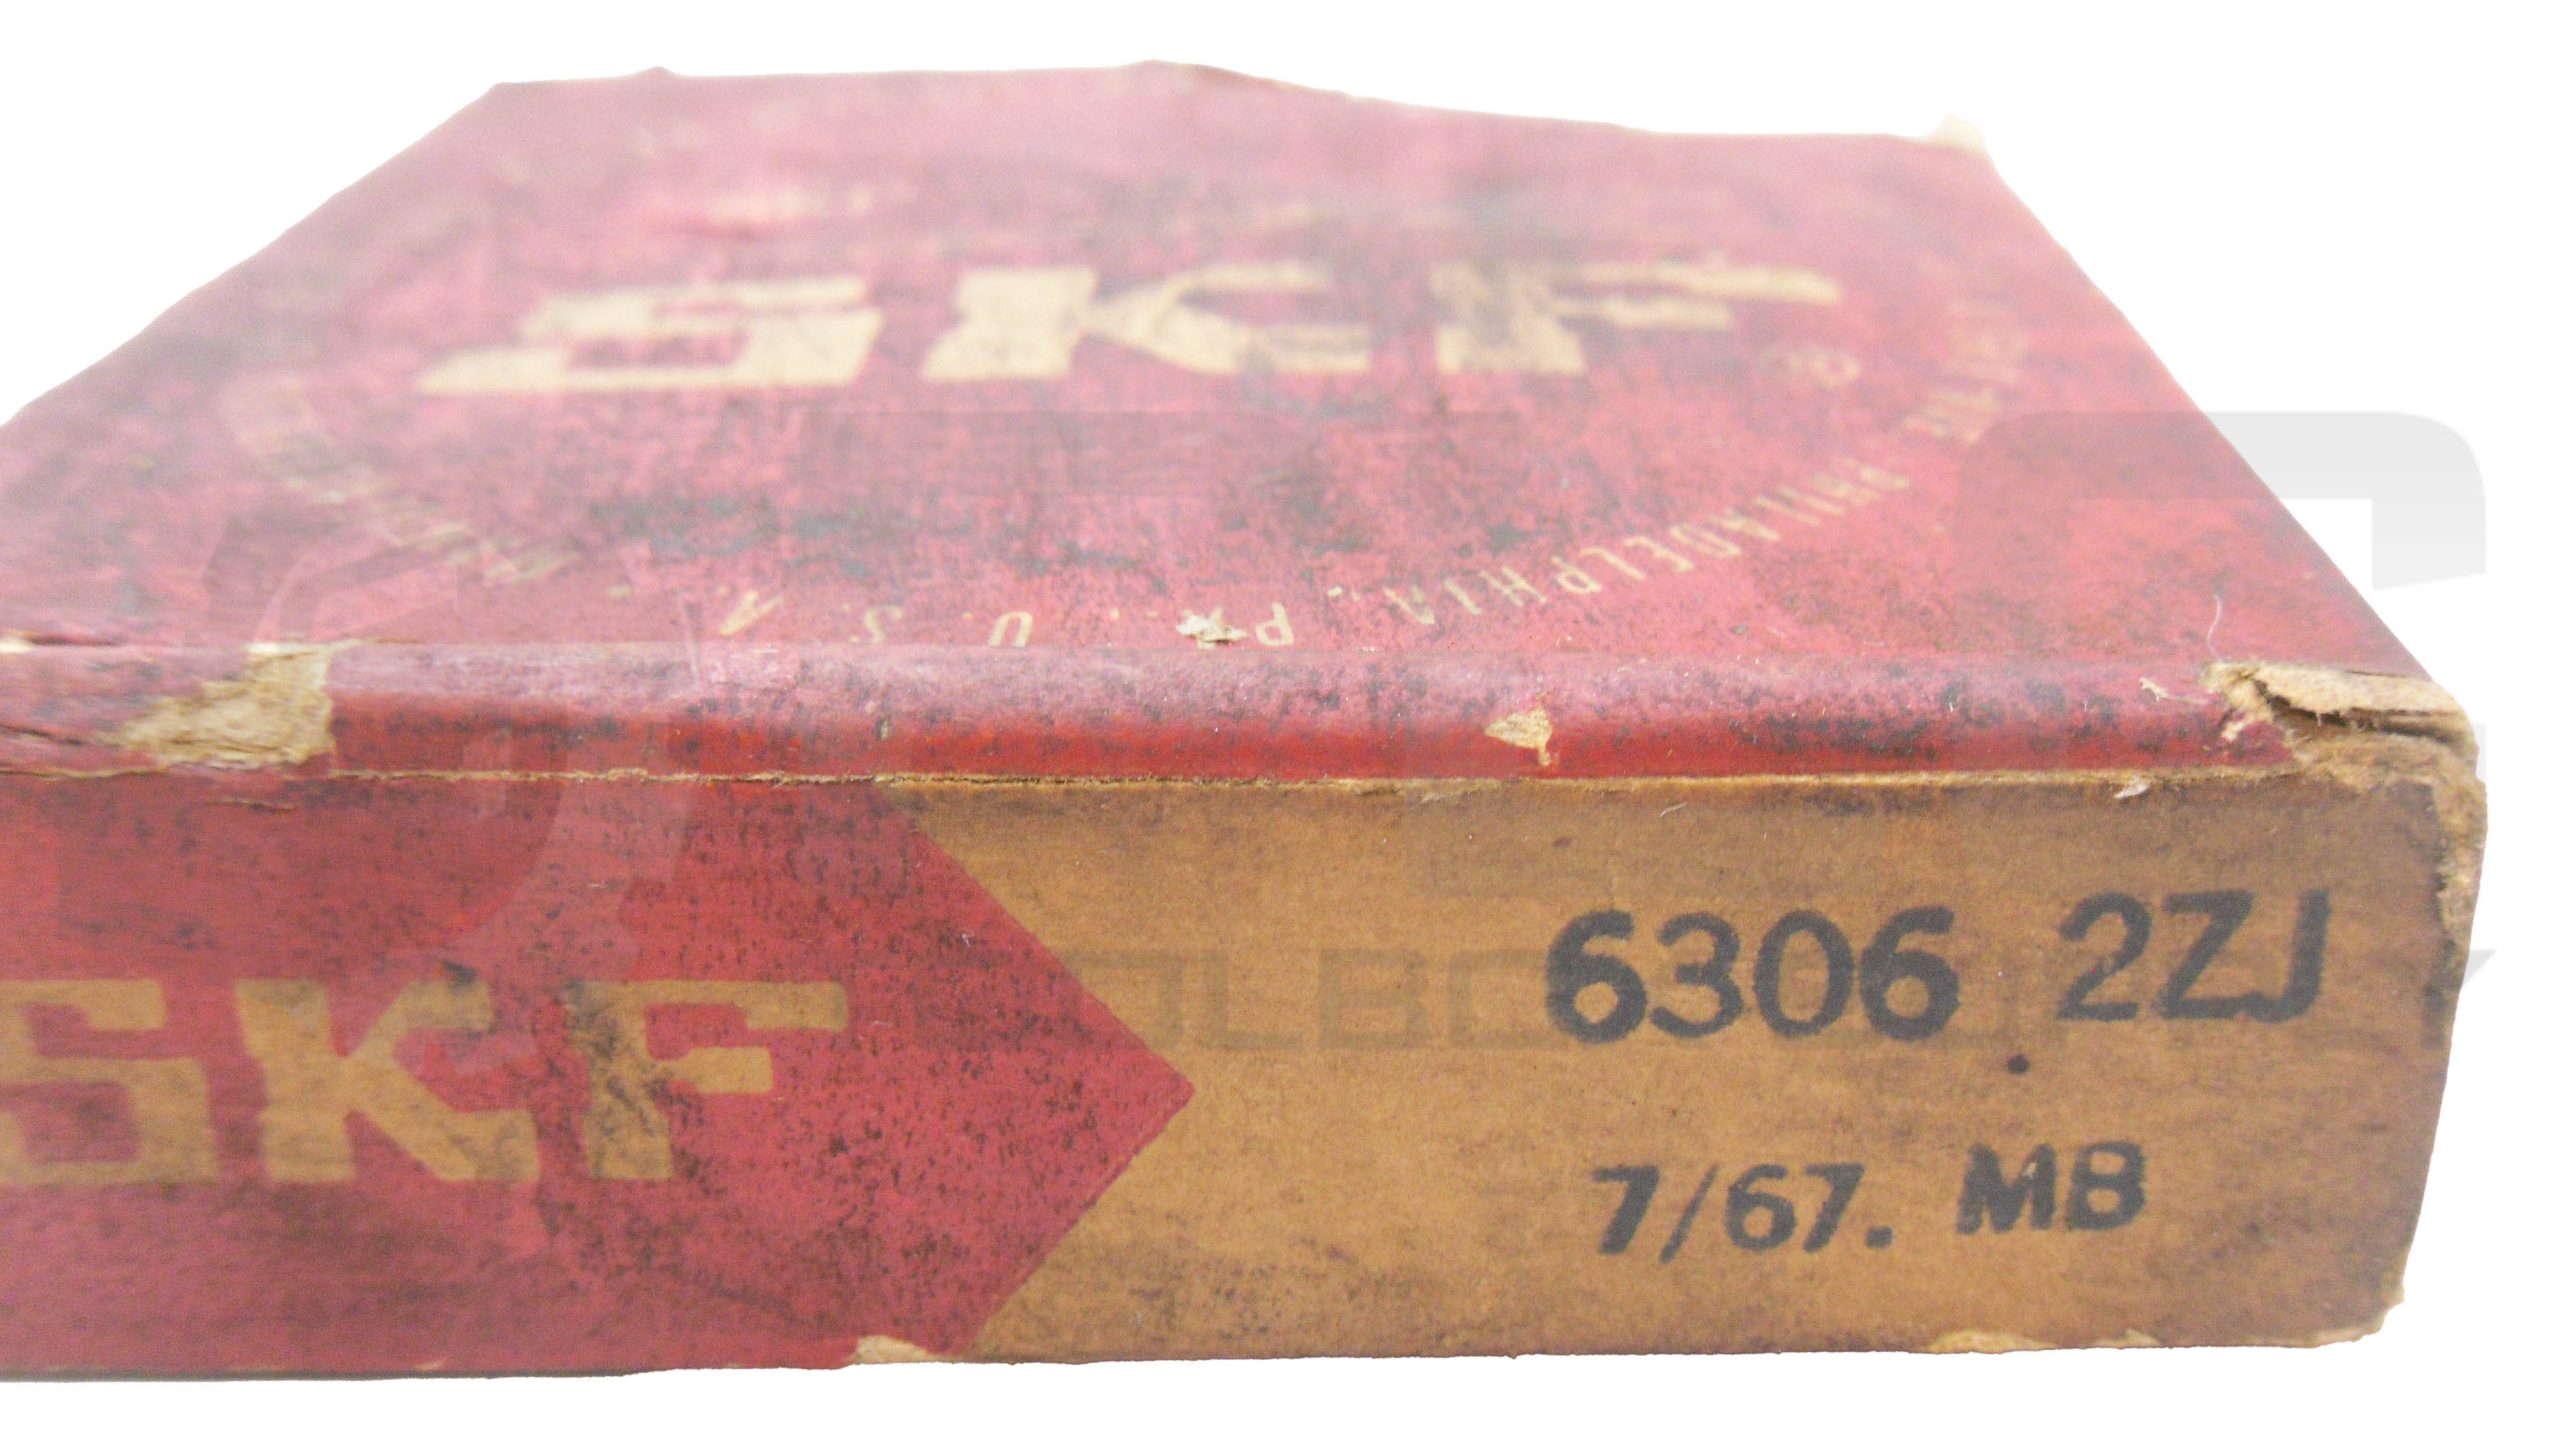 SKF
®
PHILADELPHIA, PA., U. S. A.
SKF
6306 2ZJ
7/67. MB